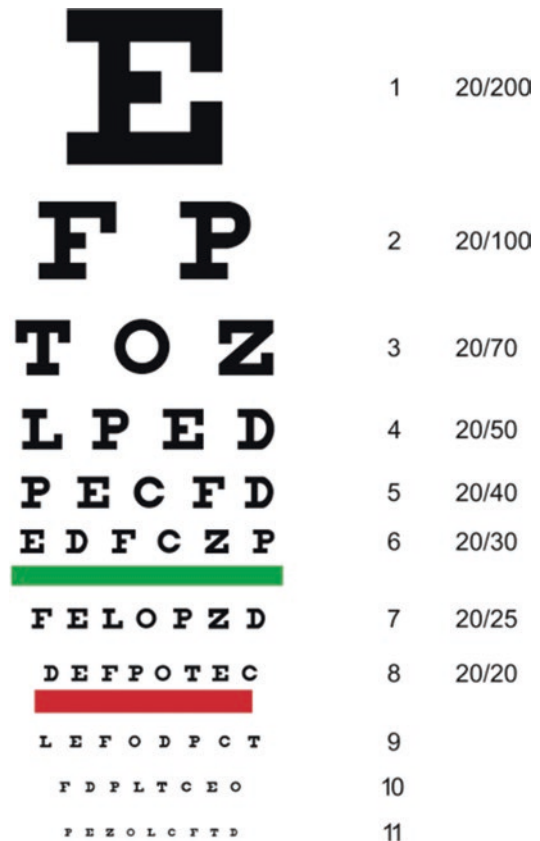 E 1 20/200
F P 2 20/100
T O Z 3 20/70
L P E D 4 20/50
P E C F D 5 20/40
E D F C Z P 6 20/30
F E L O P Z D 7 20/25
D E F P O T E C 8 20/20
L E F O D P C T 9
F D P L T C E O 10
P E Z O L C F T D 11